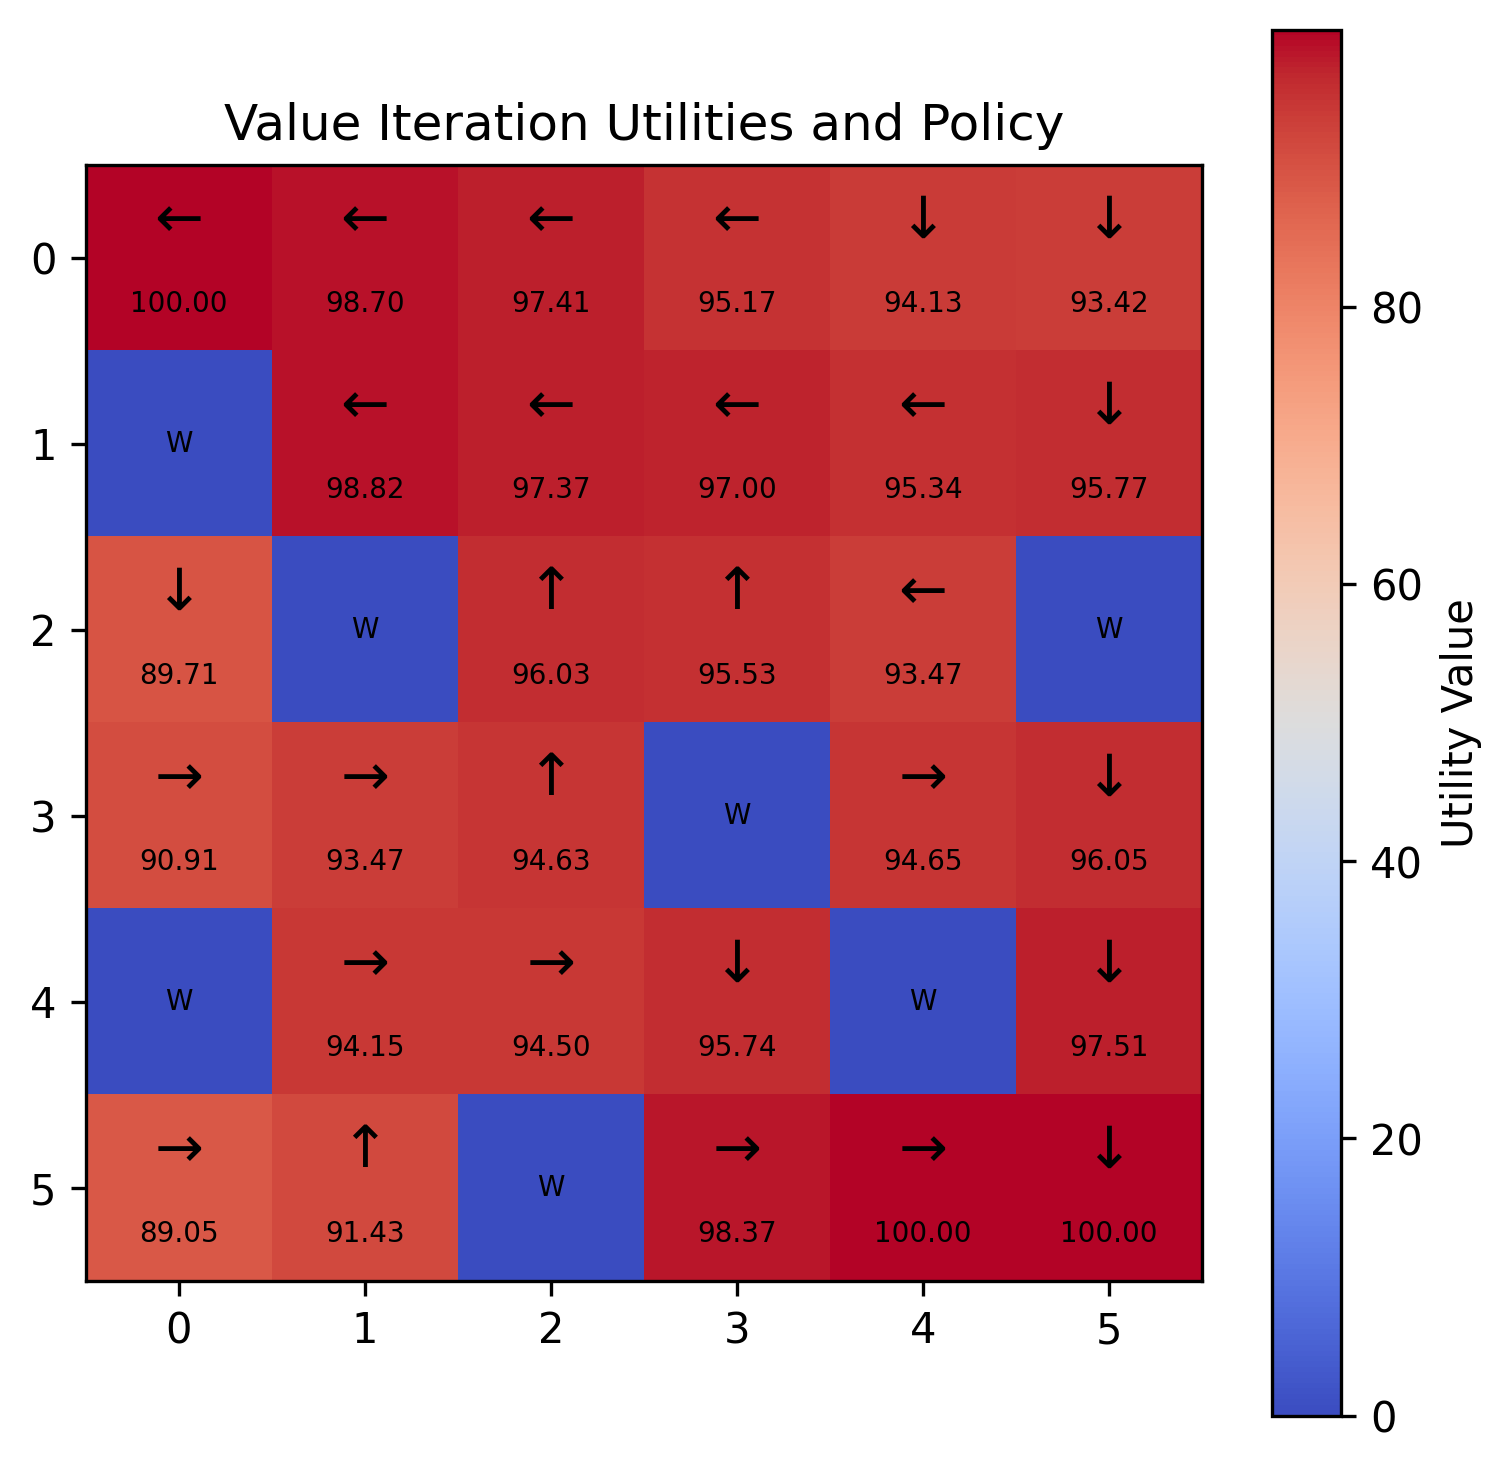 Value Iteration Utilities and Policy
0 ← ← ← ← ↓ ↓
100.00 98.70 97.41 95.17 94.13 93.42
1 W ← ← ← ← ↓
98.82 97.37 97.00 95.34 95.77
2 ↓ W ↑ ↑ ← W
89.71 96.03 95.53 93.47
3 → → ↑ W → ↓
90.91 93.47 94.63 94.65 96.05
4 W → → ↓ W ↓
94.15 94.50 95.74 97.51
5 → ↑ W → → ↓
89.05 91.43 98.37 100.00 100.00
0 1 2 3 4 5
80
60
40
20
0
Utility Value